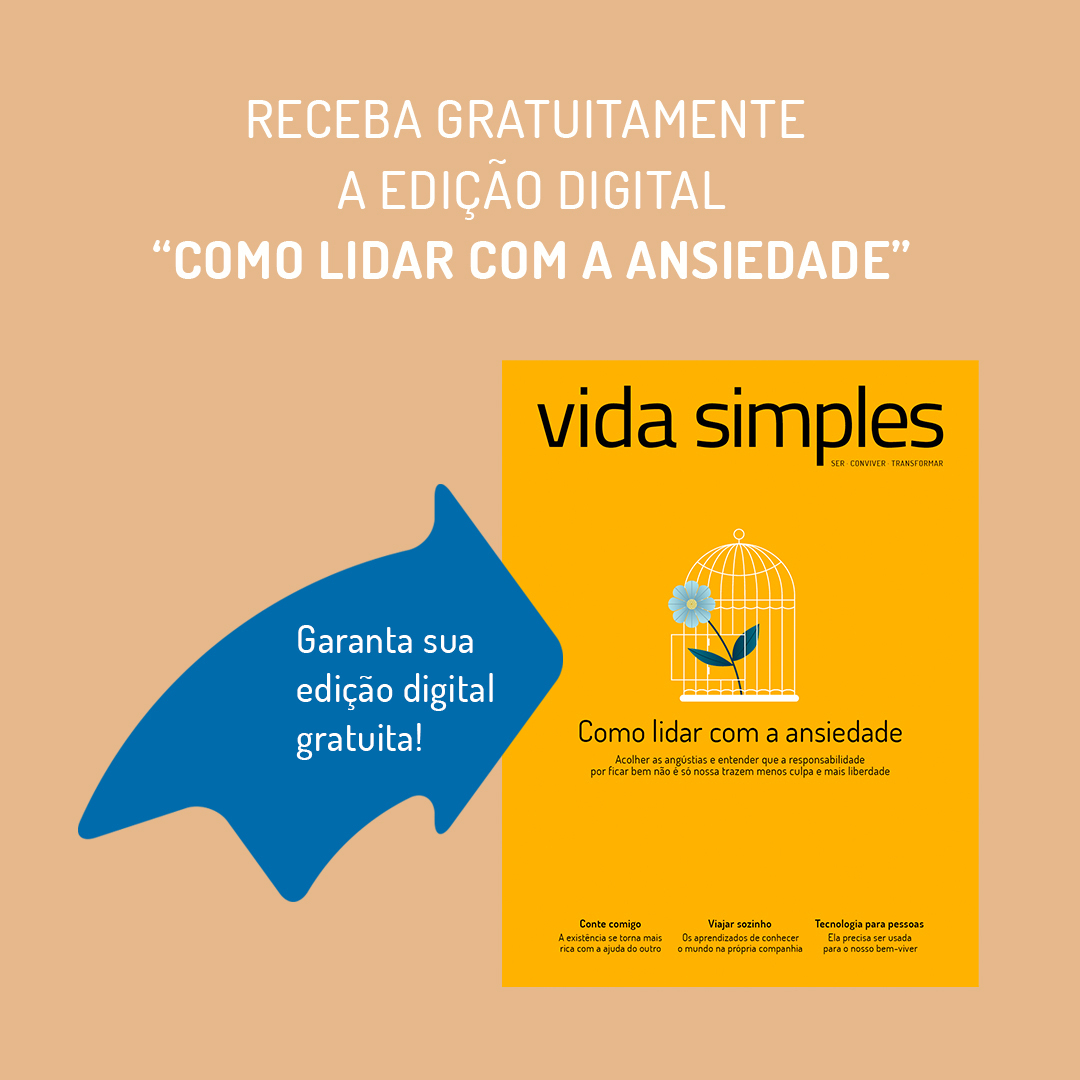 RECEBA GRATUITAMENTE
A EDIÇÃO DIGITAL
“COMO LIDAR COM A ANSIEDADE”
vida simples
SER · CONVIVER · TRANSFORMAR
Garanta sua
edição digital
gratuita!
Como lidar com a ansiedade
Acolher as angústias e entender que a responsabilidade
por ficar bem não é só nossa trazem menos culpa e mais liberdade
Conte comigo
A existência se torna mais
rica com a ajuda do outro
Viajar sozinho
Os aprendizados de conhecer
o mundo na própria companhia
Tecnologia para pessoas
Ela precisa ser usada
para o nosso bem-viver